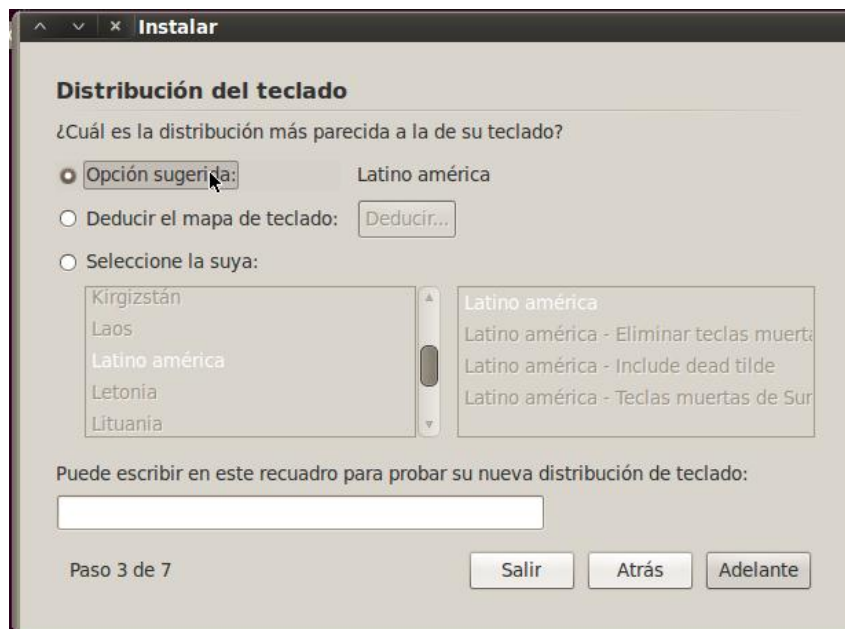 Instalar
Distribución del teclado
¿Cuál es la distribución más parecida a la de su teclado?
Opción sugerida: Latino américa
Deducir el mapa de teclado: Deducir...
Seleccione la suya:
Kirgizstán
Laos
Latino américa
Letonia
Lituania
Latino américa
Latino américa - Eliminar teclas muerta
Latino américa - Include dead tilde
Latino américa - Teclas muertas de Sur
Puede escribir en este recuadro para probar su nueva distribución de teclado:
Paso 3 de 7 Salir Atrás Adelante